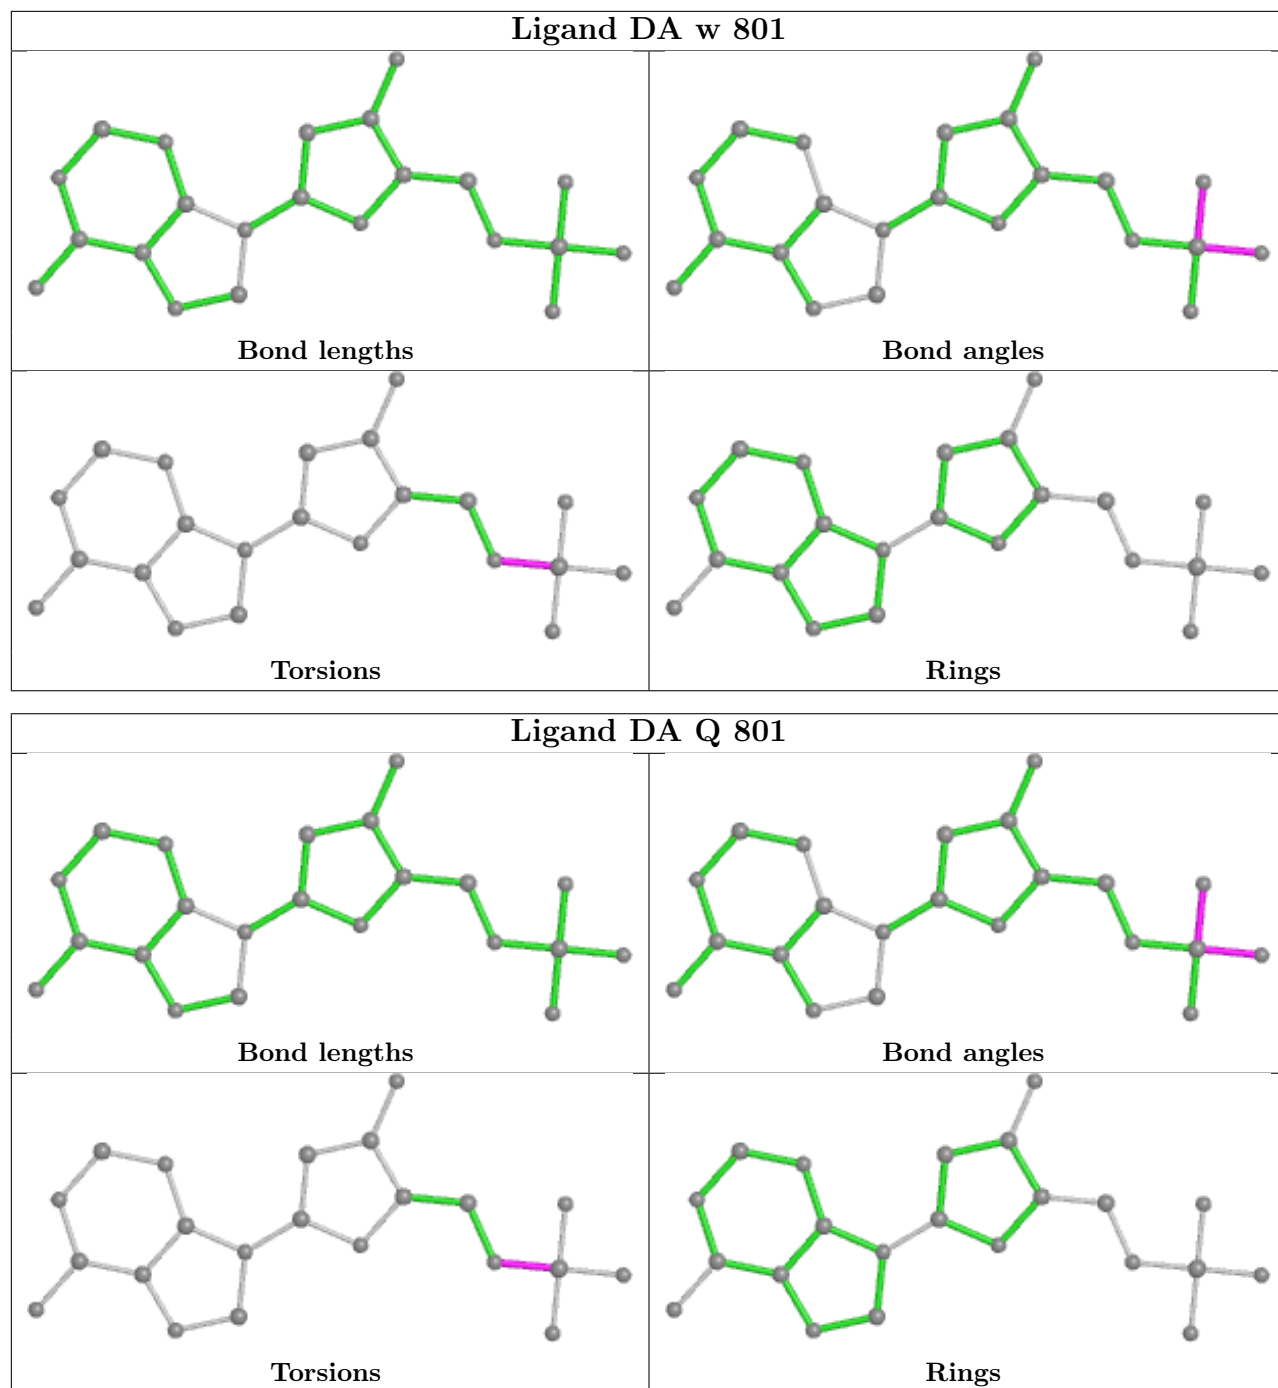 Ligand DA w 801
Bond lengths
Bond angles
Torsions
Rings
Ligand DA Q 801
Bond lengths
Bond angles
Torsions
Rings